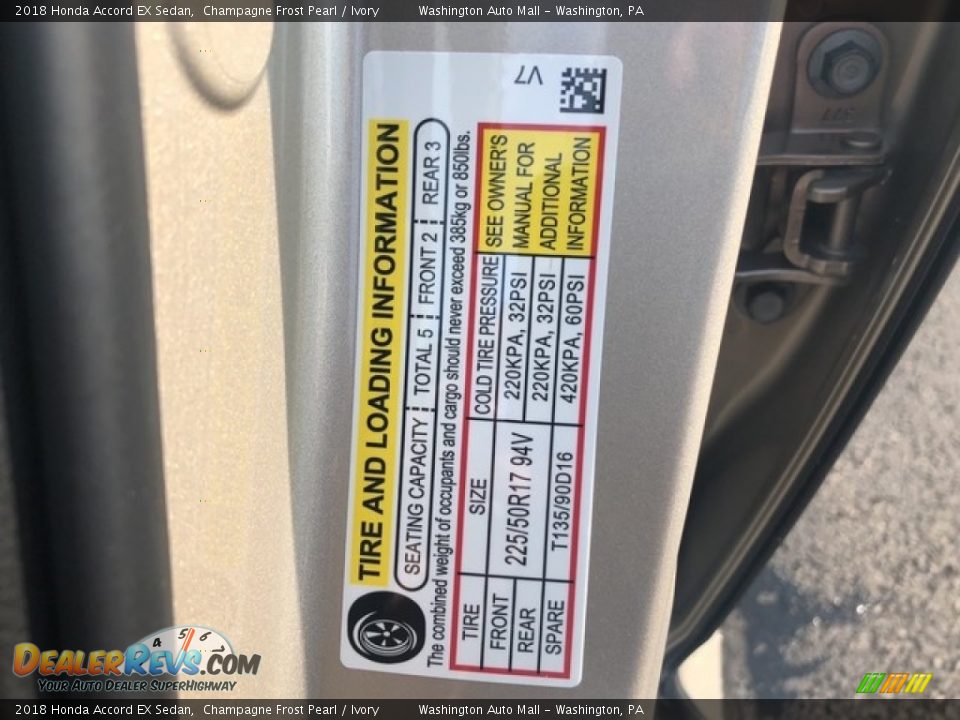 2018 Honda Accord EX Sedan, Champagne Frost Pearl / Ivory Washington Auto Mall - Washington, PA
V7
TIRE AND LOADING INFORMATION
SEATING CAPACITY TOTAL 5 FRONT 2 REAR 3
The combined weight of occupants and cargo should never exceed 385kg or 850lbs.
TIRE SIZE COLD TIRE PRESSURE
FRONT 225/50R17 94V 220KPA, 32PSI
REAR 220KPA, 32PSI
SPARE T135/90D16 420KPA, 60PSI
SEE OWNER'S
MANUAL FOR
ADDITIONAL
INFORMATION
327
4 5 6
DEALERREVS.COM
YOUR AUTO DEALER SUPERHIGHWAY
2018 Honda Accord EX Sedan, Champagne Frost Pearl / Ivory Washington Auto Mall - Washington, PA